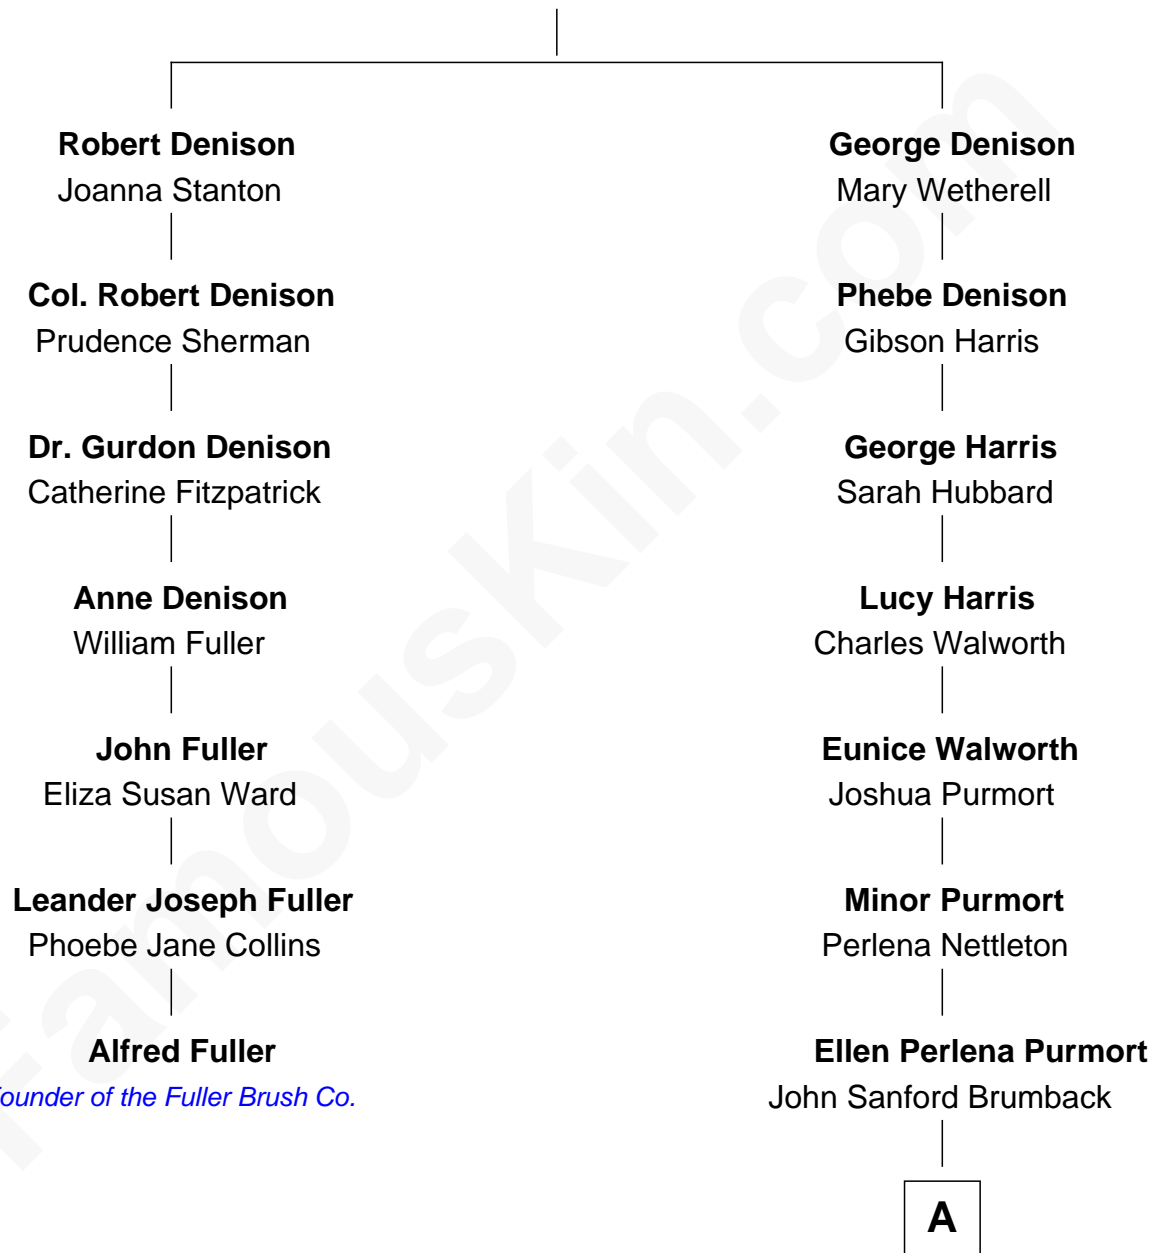 Robert Denison
Joanna Stanton
George Denison
Mary Wetherell
Col. Robert Denison
Prudence Sherman
Phebe Denison
Gibson Harris
Dr. Gurdon Denison
Catherine Fitzpatrick
George Harris
Sarah Hubbard
Anne Denison
William Fuller
Lucy Harris
Charles Walworth
John Fuller
Eliza Susan Ward
Eunice Walworth
Joshua Purmort
Leander Joseph Fuller
Phoebe Jane Collins
Minor Purmort
Perlena Nettleton
Alfred Fuller
ounder of the Fuller Brush Co.
Ellen Perlena Purmort
John Sanford Brumback
A
FamousKin.com